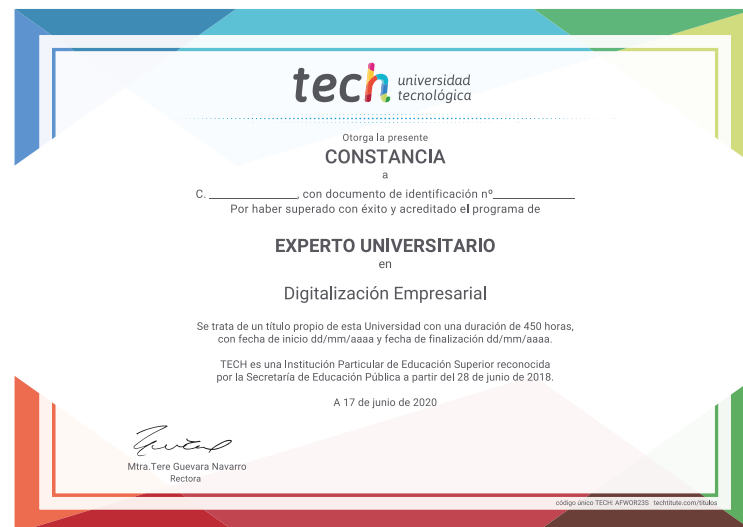 tech universidad
tecnológica
Otorga la presente
CONSTANCIA
a
C. ______________, con documento de identificación nº_____________
Por haber superado con éxito y acreditado el programa de
EXPERTO UNIVERSITARIO
en
Digitalización Empresarial
Se trata de un título propio de esta Universidad con una duración de 450 horas,
con fecha de inicio dd/mm/aaaa y fecha de finalización dd/mm/aaaa.
TECH es una Institución Particular de Educación Superior reconocida
por la Secretaría de Educación Pública a partir del 28 de junio de 2018.
A 17 de junio de 2020
Mtra.Tere Guevara Navarro
Rectora
código único TECH: AFWOR23S techtitute.com/titulos